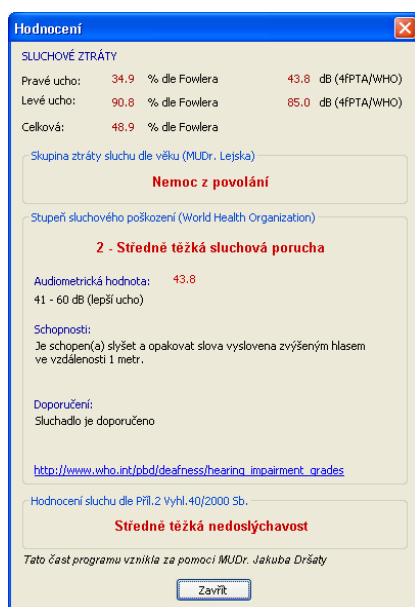 Hodnocení
SLUCHOVÉ ZTRÁTY
Pravé ucho: 34.9 % dle Fowlera 43.8 dB (4fPTA/WHO)
Levé ucho: 90.8 % dle Fowlera 85.0 dB (4fPTA/WHO)
Celková: 48.9 % dle Fowlera
Skupina ztráty sluchu dle věku (MUDr. Lejska)
Nemoc z povolání
Stupeň sluchového poškození (World Health Organization)
2 - Středně těžká sluchová porucha
Audiometrická hodnota: 43.8
41 - 60 dB (lepší ucho)
Schopnosti:
Je schopen(a) slyšet a opakovat slova vyslovena zvýšeným hlasem
ve vzdálenosti 1 metr.
Doporučení:
Sluchadlo je doporučeno
http://www.who.int/pbd/deafness/hearing_impairment_grades
Hodnocení sluchu dle Příl.2 Vyhl.40/2000 Sb.
Středně těžká nedoslýchavost
Tato čast programu vznikla za pomoci MUDr. Jakuba Dršaty
Zavřít